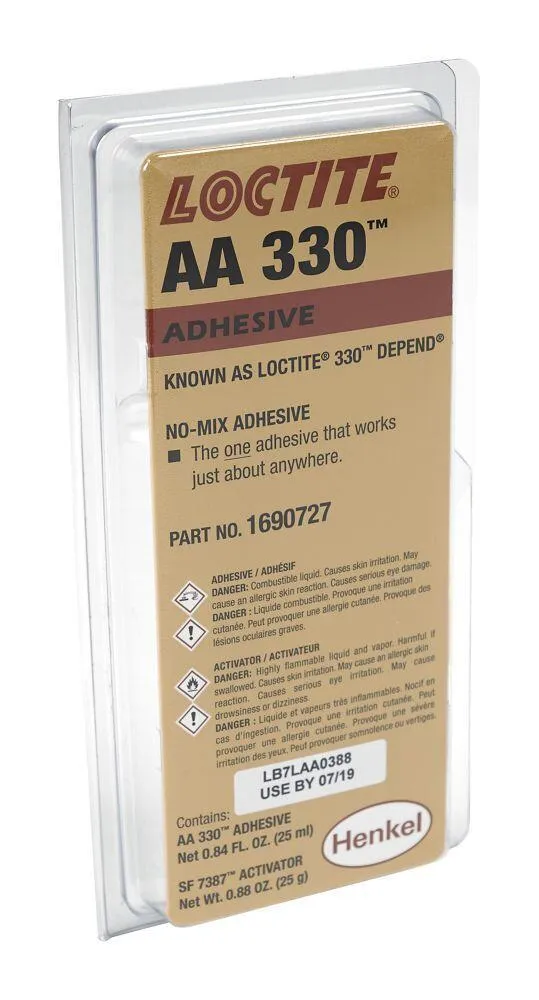 LOCTITE®
AA 330™
ADHESIVE
KNOWN AS LOCTITE® 330™ DEPEND®
NO-MIX ADHESIVE
■ The one adhesive that works
just about anywhere.
PART NO. 1690727
ADHESIVE / ADHÉSIF
DANGER: Combustible liquid. Causes skin irritation. May
cause an allergic skin reaction. Causes serious eye damage.
DANGER : Liquide combustible. Provoque une irritation
cutanée. Peut provoquer une allergie cutanée. Provoque des
lésions oculaires graves.
ACTIVATOR / ACTIVATEUR
DANGER: Highly flammable liquid and vapor. Harmful if
swallowed. Causes skin irritation. May cause an allergic skin
reaction. Causes serious eye irritation. May cause
drowsiness or dizziness.
DANGER : Liquide et vapeurs très inflammables. Nocif en
cas d'ingestion. Provoque une irritation cutanée. Peut
provoquer une allergie cutanée. Provoque une sévère
irritation des yeux. Peut provoquer somnolence ou vertiges.
LB7LAA0388
USE BY 07/19
Contains:
AA 330™ ADHESIVE
Net 0.84 FL. OZ. (25 ml)
SF 7387™ ACTIVATOR
Net Wt. 0.88 OZ. (25 g)
Henkel